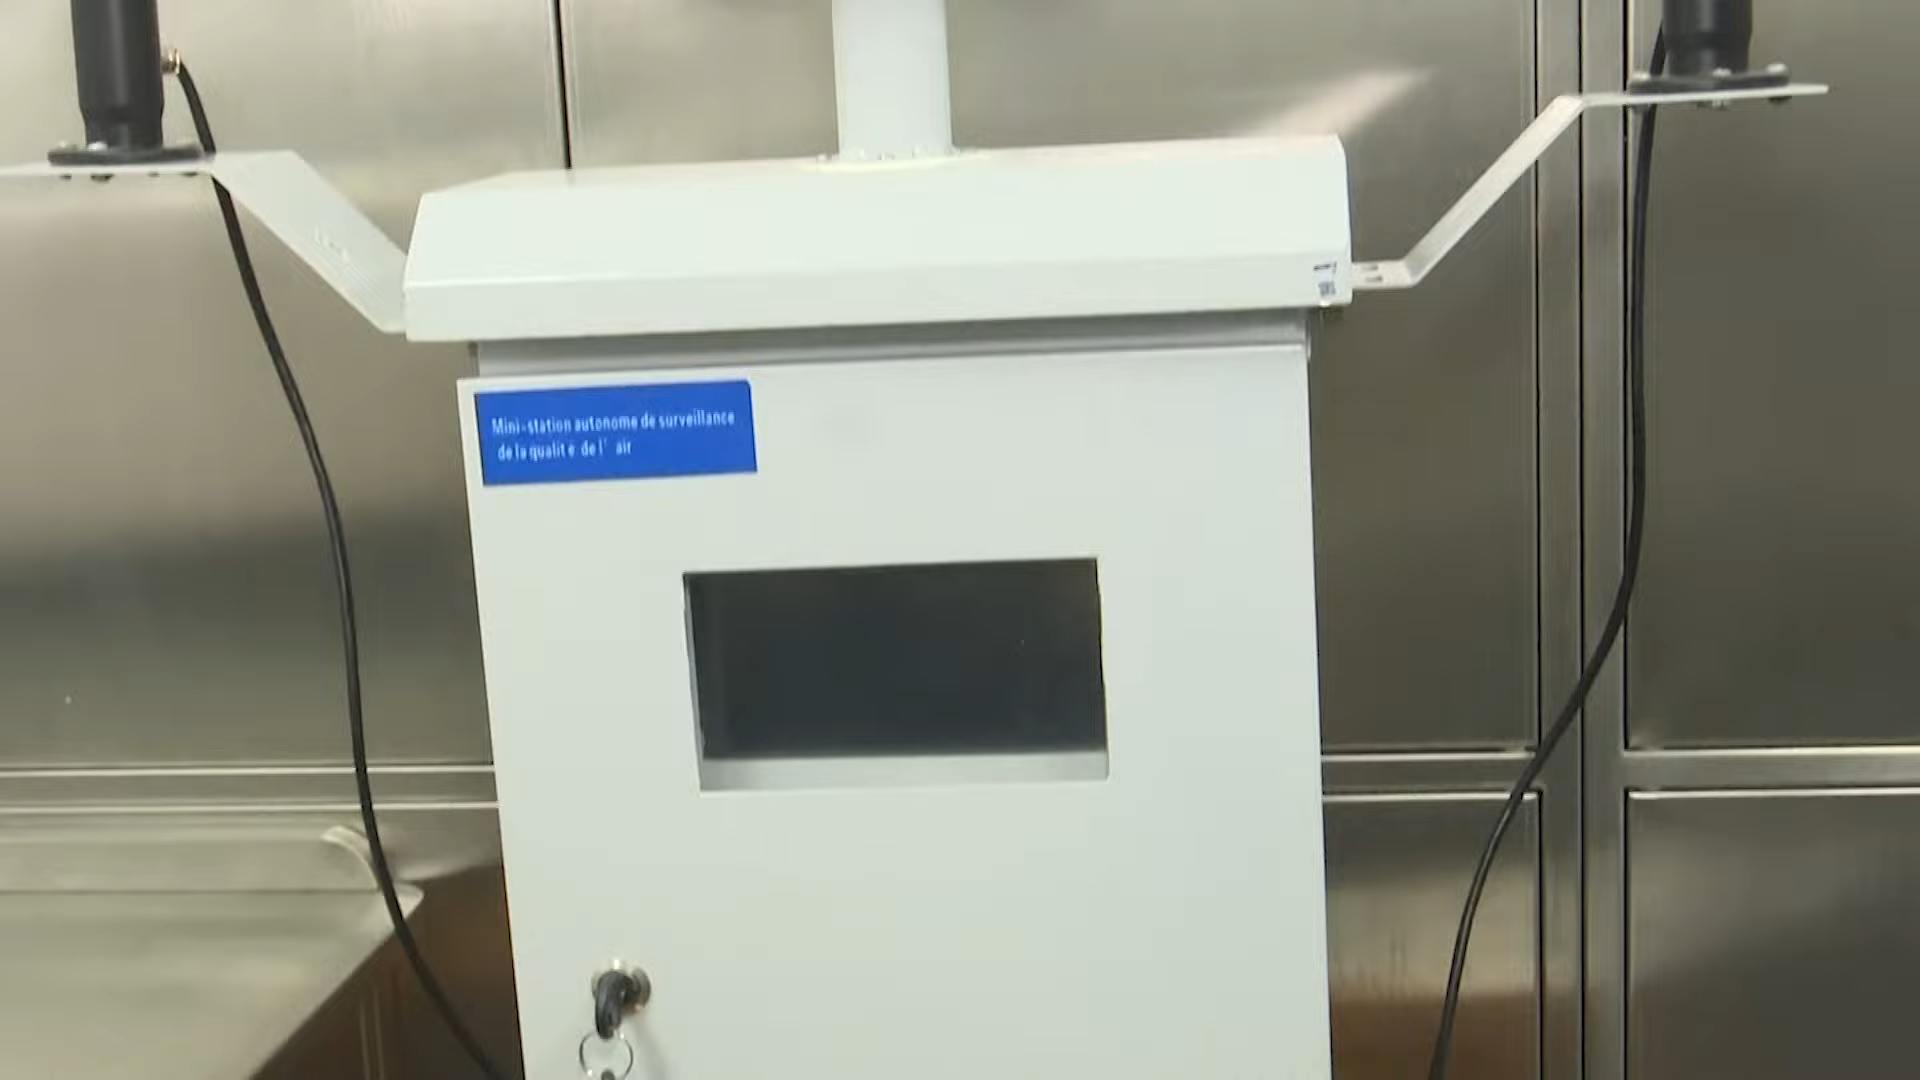 Mini-station autonome de surveillance
de la qualit é de l' air